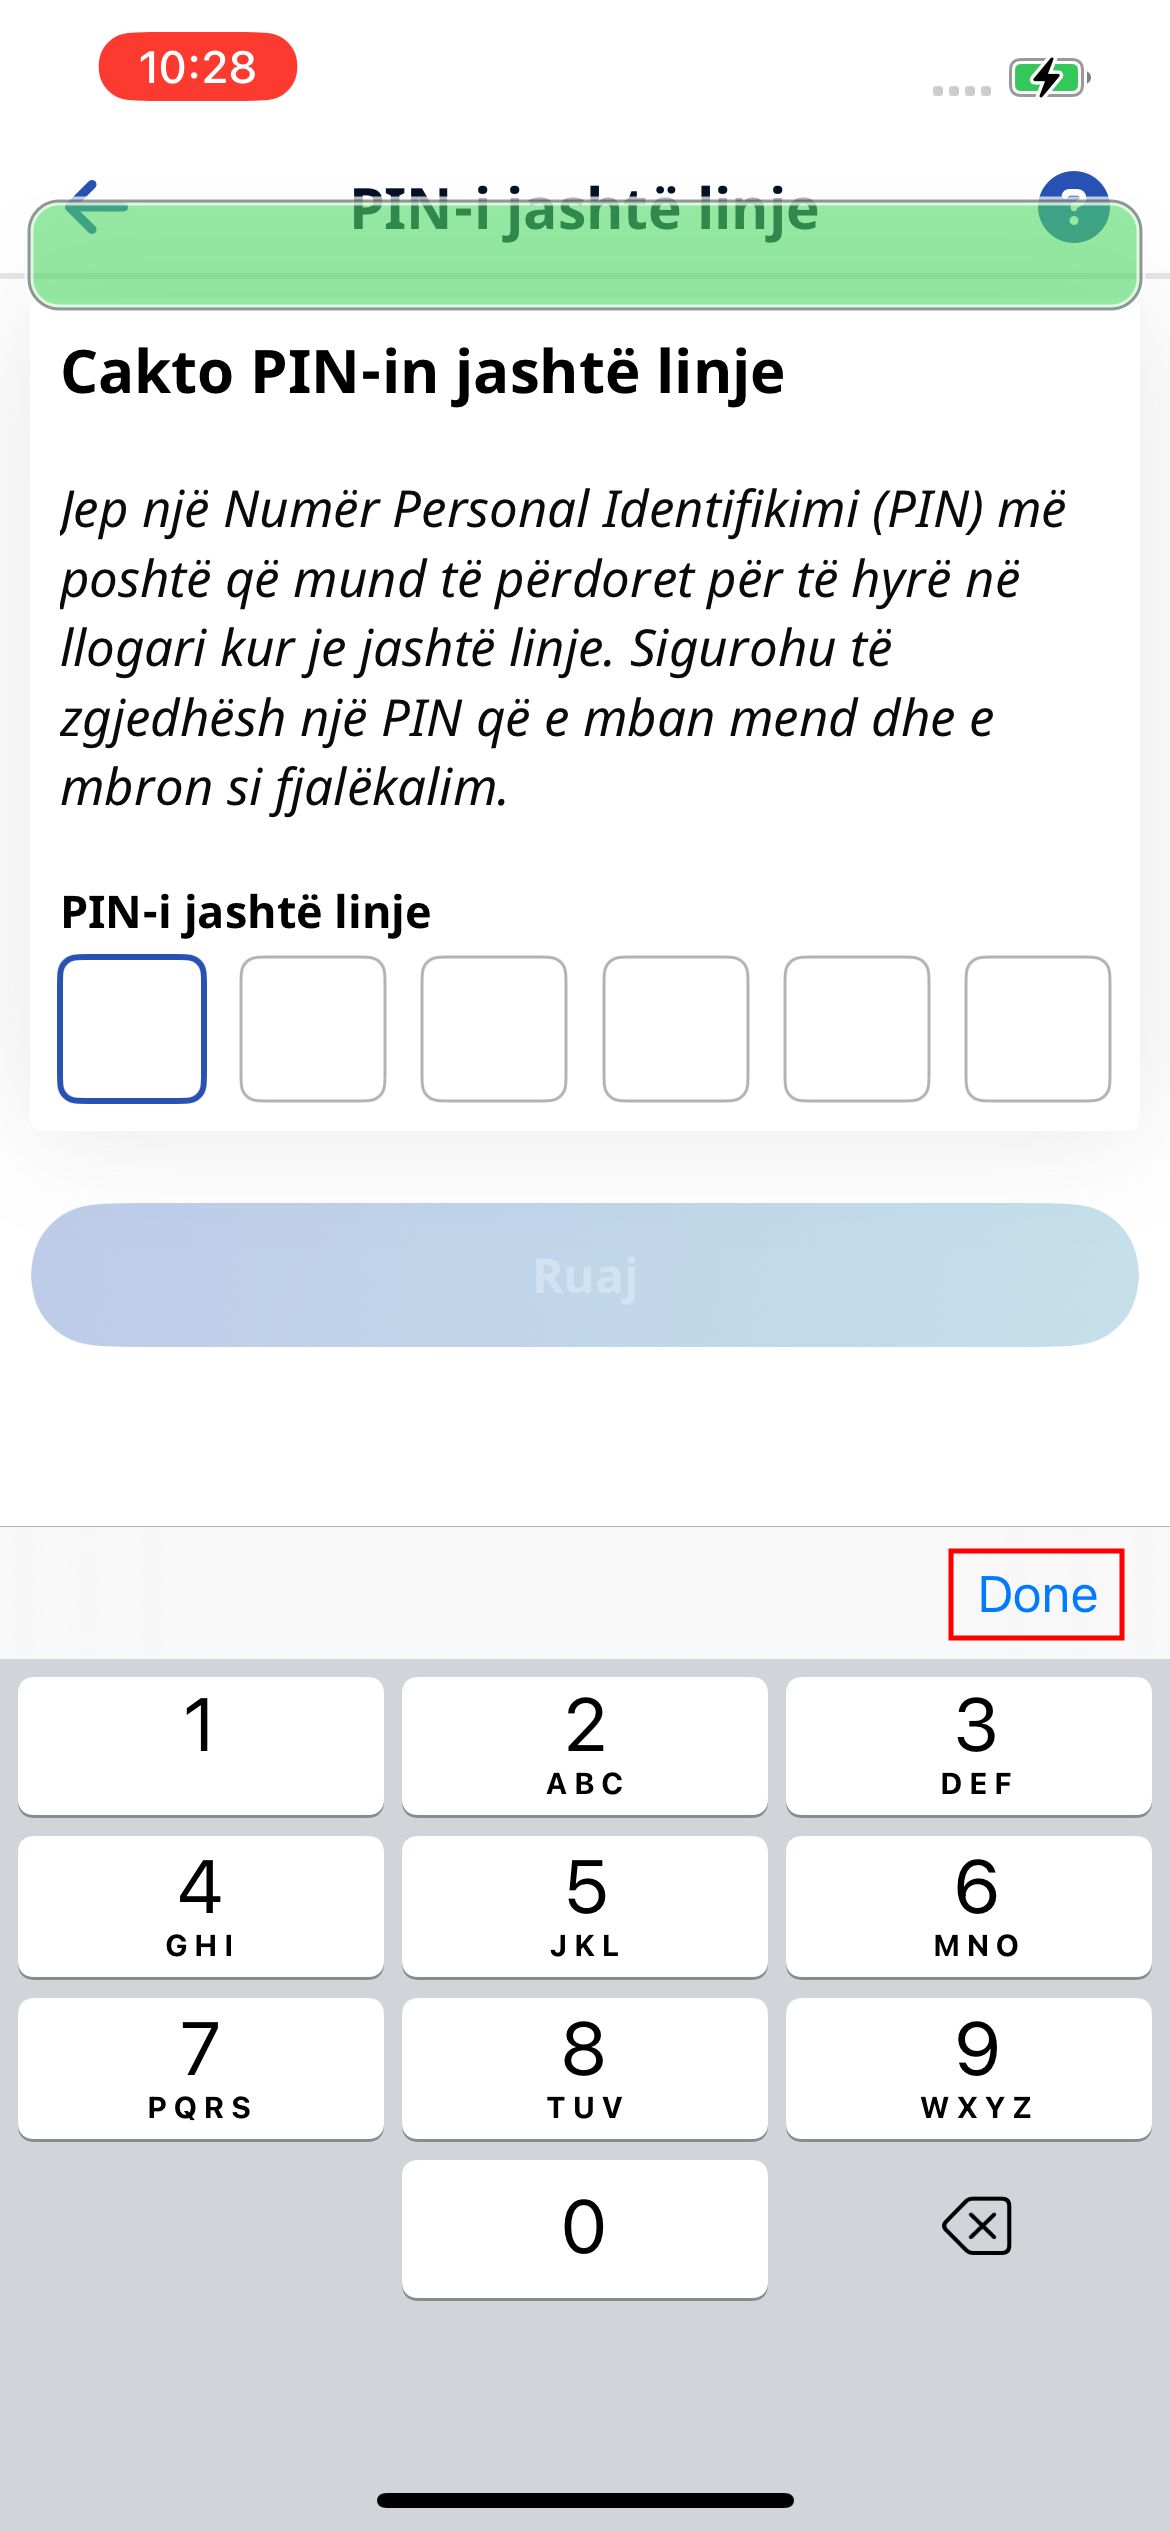 10:28
PIN-i jashtë linje
?
Cakto PIN-in jashtë linje
Jep një Numër Personal Identifikimi (PIN) më
poshtë që mund të përdoret për të hyrë në
llogari kur je jashtë linje. Sigurohu të
zgjedhësh një PIN që e mban mend dhe e
mbron si fjalëkalim.
PIN-i jashtë linje
Ruaj
Done
1
2
ABC
3
DEF
4
GHI
5
JKL
6
MNO
7
PQRS
8
TUV
9
WXYZ
0